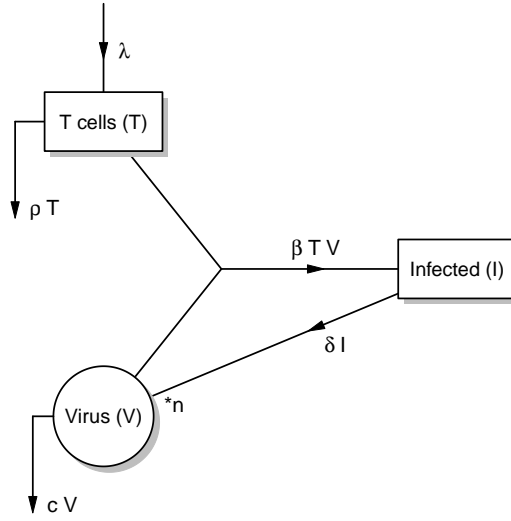 λ
T cells (T)
ρ T
β T V
Infected (I)
δ I
*n
Virus (V)
c V